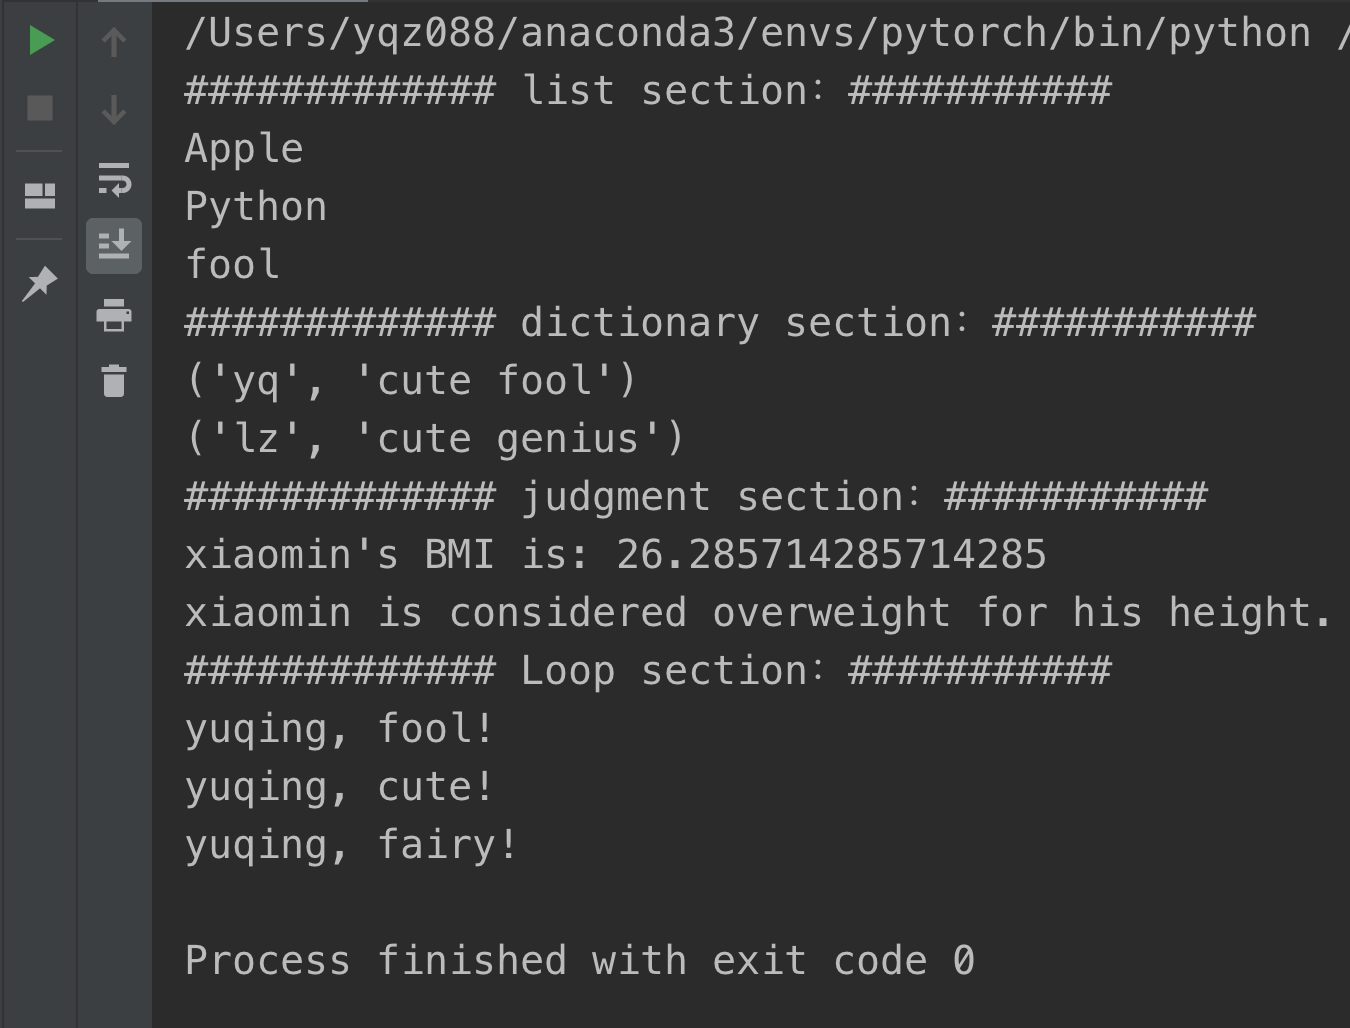 /Users/yqz088/anaconda3/envs/pytorch/bin/python /
############# list section：###########
Apple
Python
fool
############# dictionary section：###########
('yq', 'cute fool')
('lz', 'cute genius')
############# judgment section：###########
xiaomin's BMI is: 26.285714285714285
xiaomin is considered overweight for his height.
############# Loop section：###########
yuqing, fool!
yuqing, cute!
yuqing, fairy!
Process finished with exit code 0